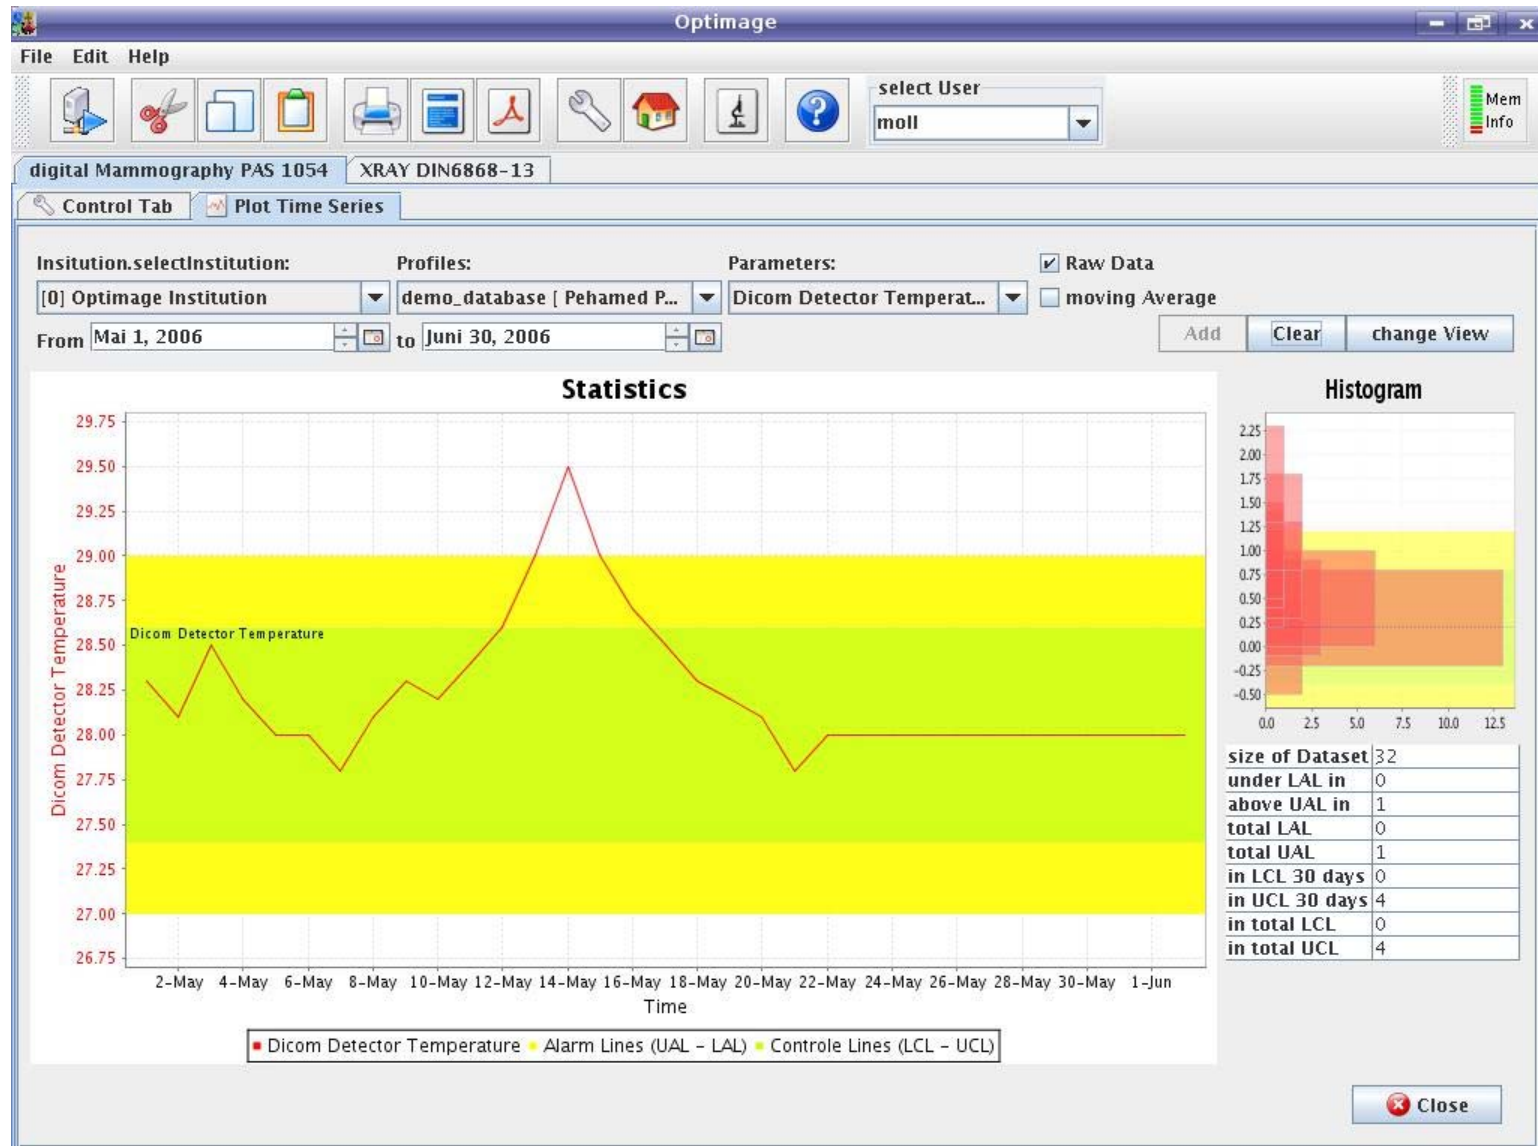 Optimage
File Edit Help
select User
moll
Mem
Info
digital Mammography PAS 1054 XRAY DIN6868-13
Control Tab Plot Time Series
Insitution.selectInstitution: Profiles: Parameters: Raw Data
[0] Optimage Institution demo_database [ Pehamed P... Dicom Detector Temperat... moving Average
From Mai 1, 2006 to Juni 30, 2006
Add Clear change View
Statistics
29.75
29.50
29.25
29.00
28.75
28.50
28.25
28.00
27.75
27.50
27.25
27.00
26.75
Dicom Detector Temperature
Dicom Detector Temperature
2-May 4-May 6-May 8-May 10-May 12-May 14-May 16-May 18-May 20-May 22-May 24-May 26-May 28-May 30-May 1-Jun
Time
Dicom Detector Temperature Alarm Lines (UAL - LAL) Controle Lines (LCL - UCL)
Histogram
2.25
2.00
1.75
1.50
1.25
1.00
0.75
0.50
0.25
0.00
-0.25
-0.50
0.0 2.5 5.0 7.5 10.0 12.5
size of Dataset 32
under LAL in 0
above UAL in 1
total LAL 0
total UAL 1
in LCL 30 days 0
in UCL 30 days 4
in total LCL 0
in total UCL 4
Close